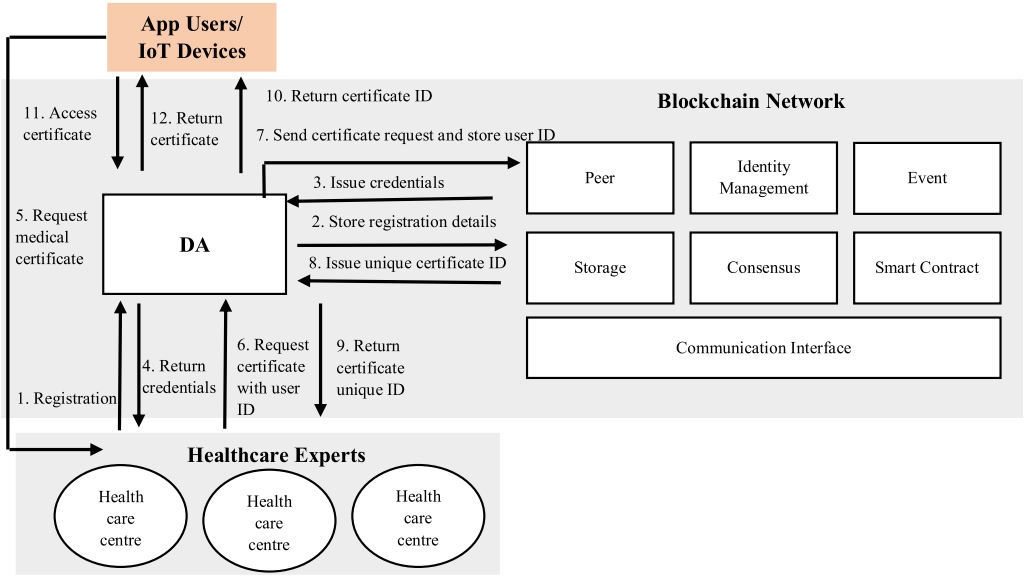 App Users/
IoT Devices
11. Access
certificate
12. Return
certificate
10. Return certificate ID
7. Send certificate request and store user ID
Blockchain Network
3. Issue credentials
2. Store registration details
8. Issue unique certificate ID
5. Request
medical
certificate
DA
Peer
Identity
Management
Event
Storage
Consensus
Smart Contract
Communication Interface
1. Registration
4. Return
credentials
6. Request
certificate
with user
ID
9. Return
certificate
unique ID
Healthcare Experts
Health
care
centre
Health
care
centre
Health
care
centre